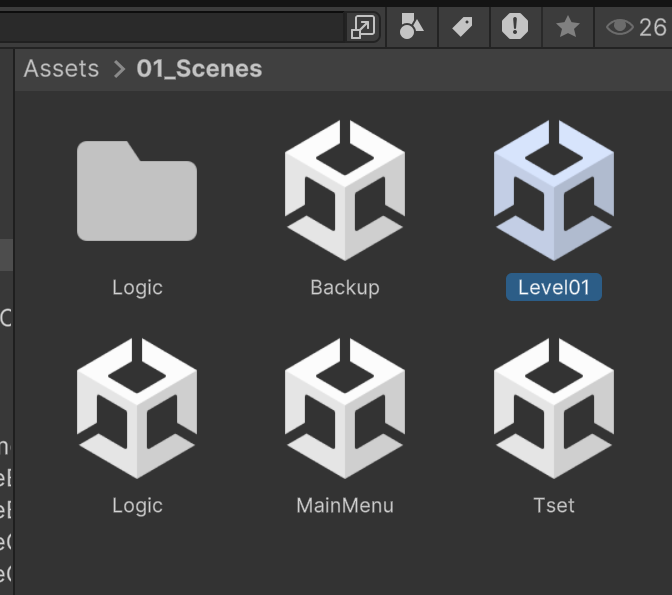 26
Assets > 01_Scenes
Logic
Backup
Level01
Logic
MainMenu
Tset